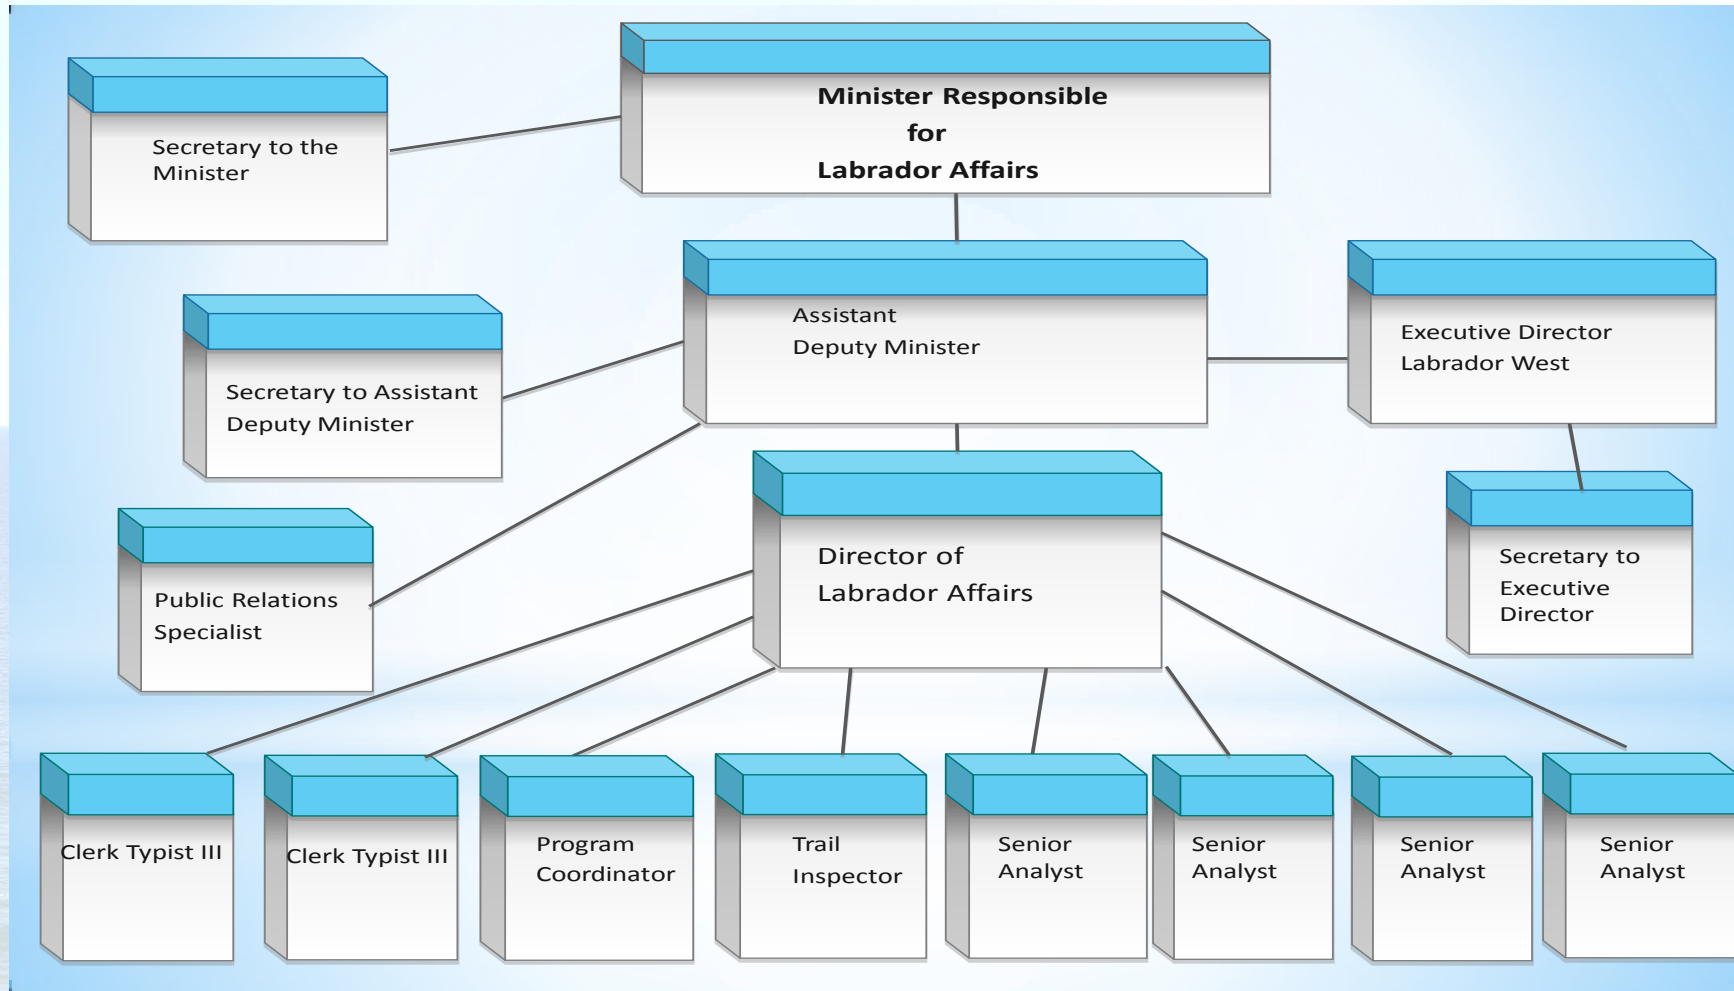 Minister Responsible
for
Labrador Affairs
Secretary to the
Minister
Assistant
Deputy Minister
Executive Director
Labrador West
Secretary to Assistant
Deputy Minister
Director of
Labrador Affairs
Secretary to
Executive
Director
Public Relations
Specialist
Clerk Typist III
Clerk Typist III
Program
Coordinator
Trail
Inspector
Senior
Analyst
Senior
Analyst
Senior
Analyst
Senior
Analyst